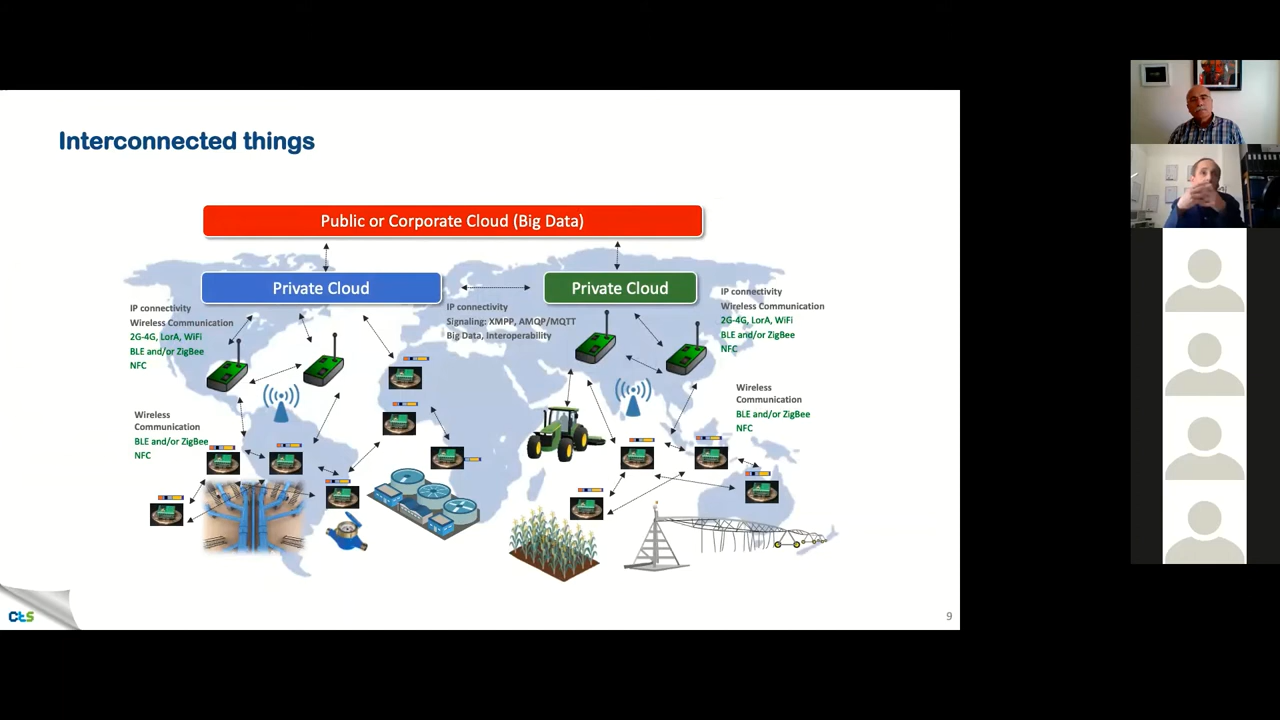 Interconnected things
Public or Corporate Cloud (Big Data)
Private Cloud
Private Cloud
IP connectivity
Wireless Communication
2G-4G, LorA, WiFi
BLE and/or ZigBee
NFC
IP connectivity
Signaling: XMPP, AMQP/MQTT
Big Data, Interoperability
IP connectivity
Wireless Communication
2G-4G, LorA, WiFi
BLE and/or ZigBee
NFC
Wireless
Communication
BLE and/or ZigBee
NFC
Wireless
Communication
BLE and/or ZigBee
NFC
CtS
9